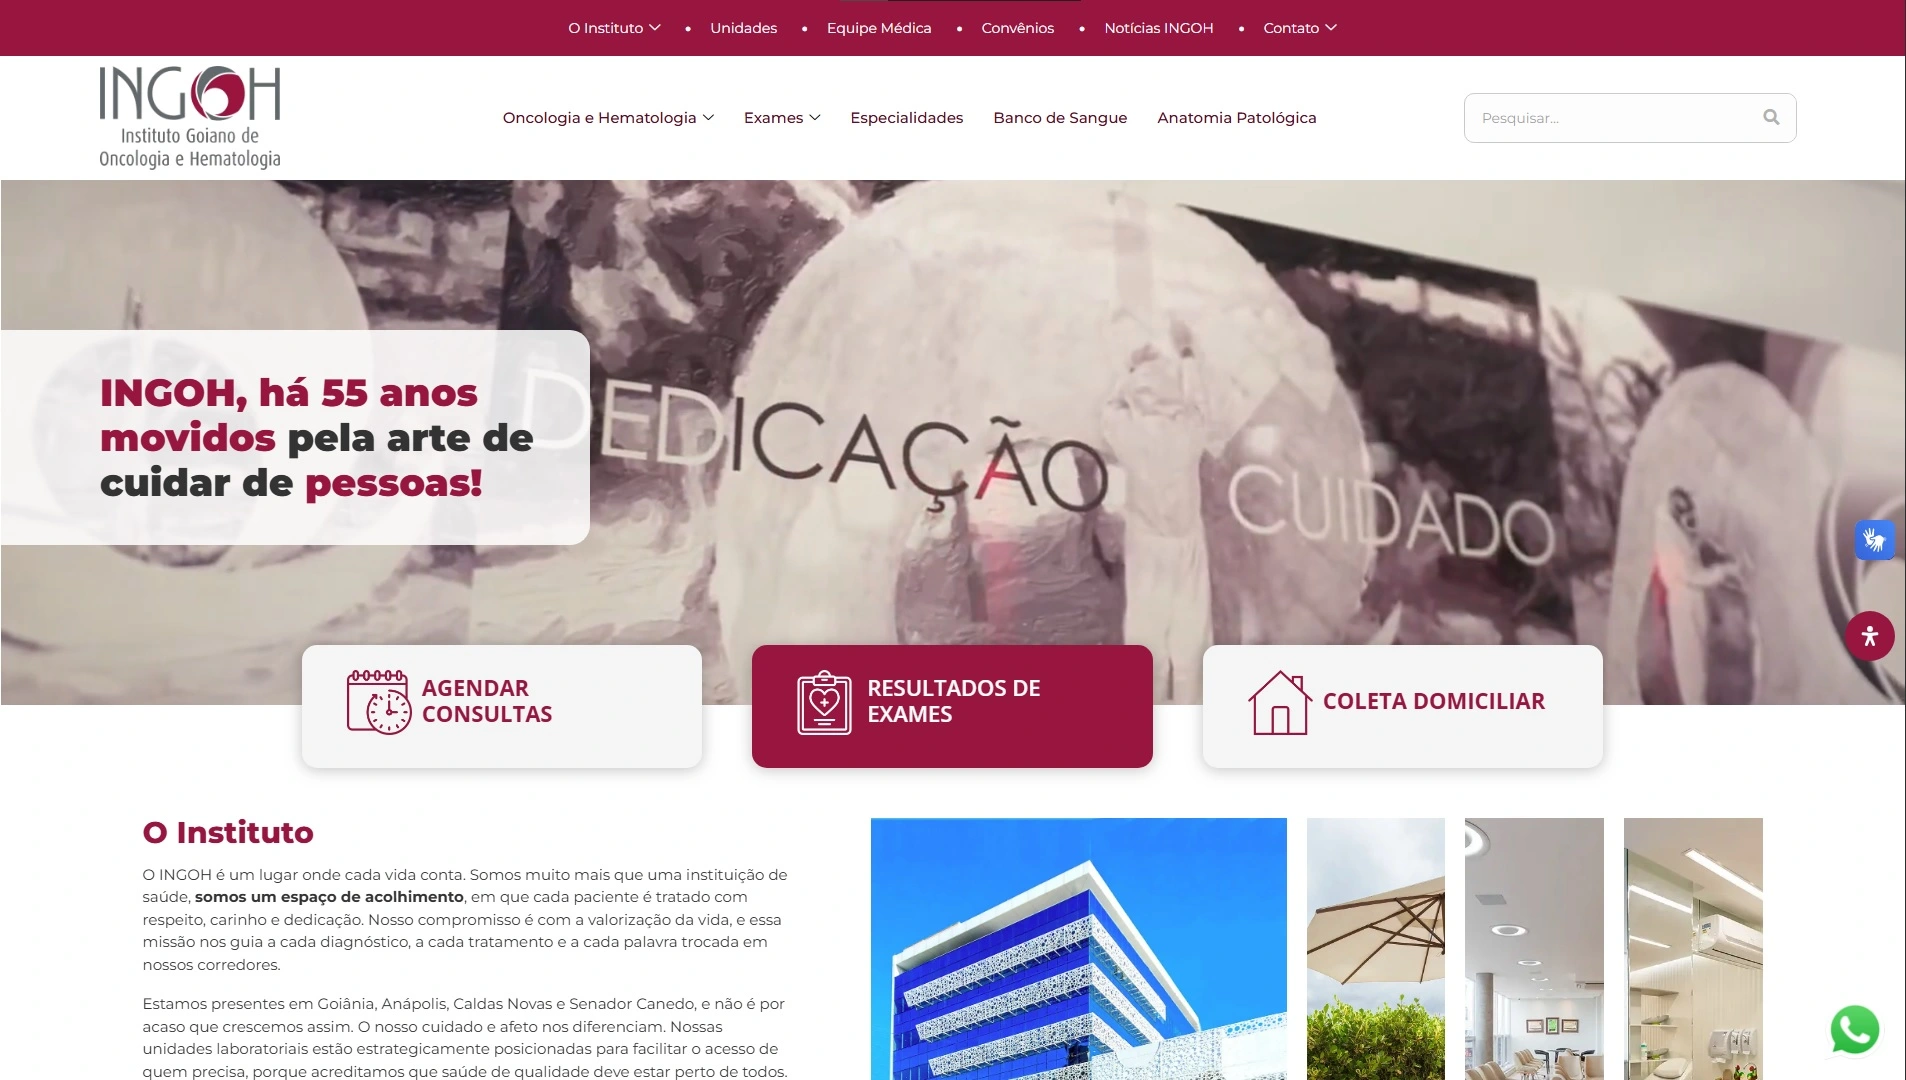 O Instituto
Unidades
Equipe Médica
Convênios
Notícias INGOH
Contato
INGOH
Instituto Goiano de
Oncologia e Hematologia
Oncologia e Hematologia
Exames
Especialidades
Banco de Sangue
Anatomia Patológica
Pesquisar...
INGOH, há 55 anos
movidos pela arte de
cuidar de pessoas!
DEDICAÇÃO
CUIDADO
AGENDAR
CONSULTAS
RESULTADOS DE
EXAMES
COLETA DOMICILIAR
O Instituto
O INGOH é um lugar onde cada vida conta. Somos muito mais que uma instituição de
saúde, somos um espaço de acolhimento, em que cada paciente é tratado com
respeito, carinho e dedicação. Nosso compromisso é com a valorização da vida, e essa
missão nos guia a cada diagnóstico, a cada tratamento e a cada palavra trocada em
nossos corredores.
Estamos presentes em Goiânia, Anápolis, Caldas Novas e Senador Canedo, e não é por
acaso que crescemos assim. O nosso cuidado e afeto nos diferenciam. Nossas
unidades laboratoriais estão estrategicamente posicionadas para facilitar o acesso de
quem precisa, porque acreditamos que saúde de qualidade deve estar perto de todos.